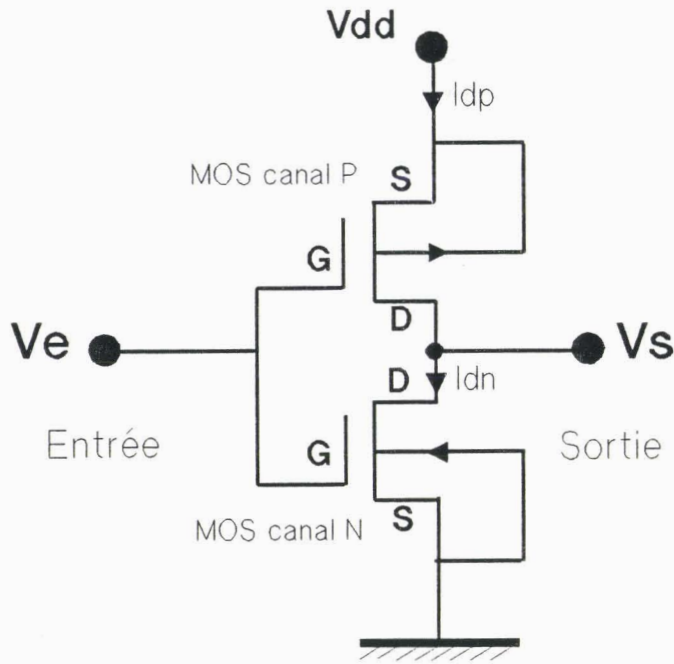 Vdd
Idp
MOS canal P
S
G
D
Ve
Vs
D
Idn
Entrée
G
Sortie
S
MOS canal N